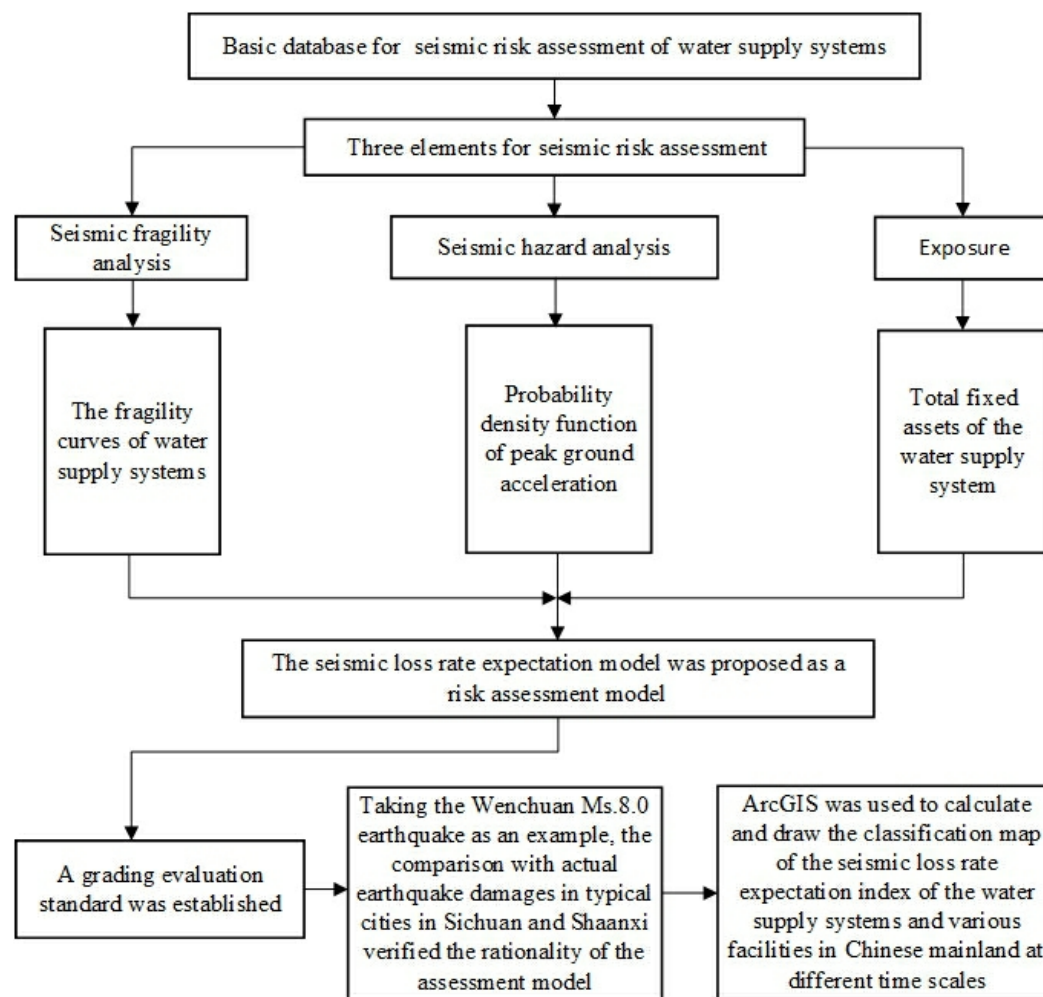 Basic database for seismic risk assessment of water supply systems
Three elements for seismic risk assessment
Seismic fragility
analysis
Seismic hazard analysis
Exposure
The fragility
curves of water
supply systems
Probability
density function
of peak ground
acceleration
Total fixed
assets of the
water supply
system
The seismic loss rate expectation model was proposed as a
risk assessment model
A grading evaluation
standard was established
Taking the Wenchuan Ms.8.0
earthquake as an example, the
comparison with actual
earthquake damages in typical
cities in Sichuan and Shaanxi
verified the rationality of the
assessment model
ArcGIS was used to calculate
and draw the classification map
of the seismic loss rate
expectation index of the water
supply systems and various
facilities in Chinese mainland at
different time scales